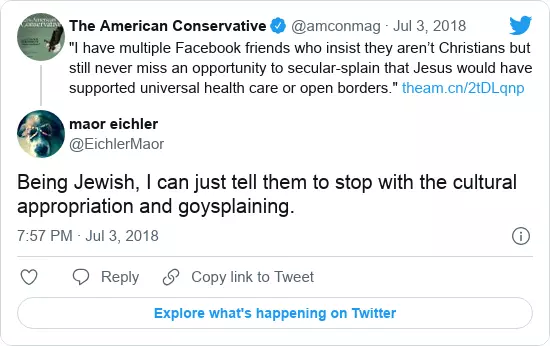 The American Conservative @amconmag · Jul 3, 2018
"I have multiple Facebook friends who insist they aren’t Christians but
still never miss an opportunity to secular-splain that Jesus would have
supported universal health care or open borders." theam.cn/2tDLqnp
maor eichler
@EichlerMaor
Being Jewish, I can just tell them to stop with the cultural
appropriation and goysplaining.
7:57 PM · Jul 3, 2018
Reply
Copy link to Tweet
Explore what's happening on Twitter